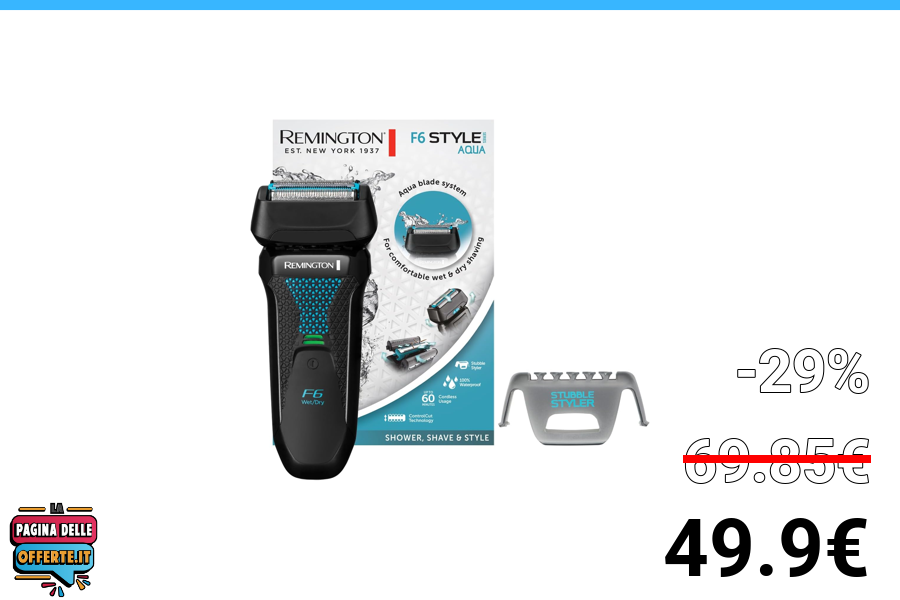 REMINGTON
EST. NEW YORK 1937
F6 STYLE
AQUA
Aqua blade system
For comfortable wet & dry shaving
REMINGTON
Stubble
Styler
100%
Waterproof
60
Cordless
Usage
ControlCut
Technology
F6
Wet/Dry
SHOWER, SHAVE & STYLE
STUBBLE
STYLER
-29%
69.85€
49.9€
LA
PAGINA DELLE
OFFERTE.IT